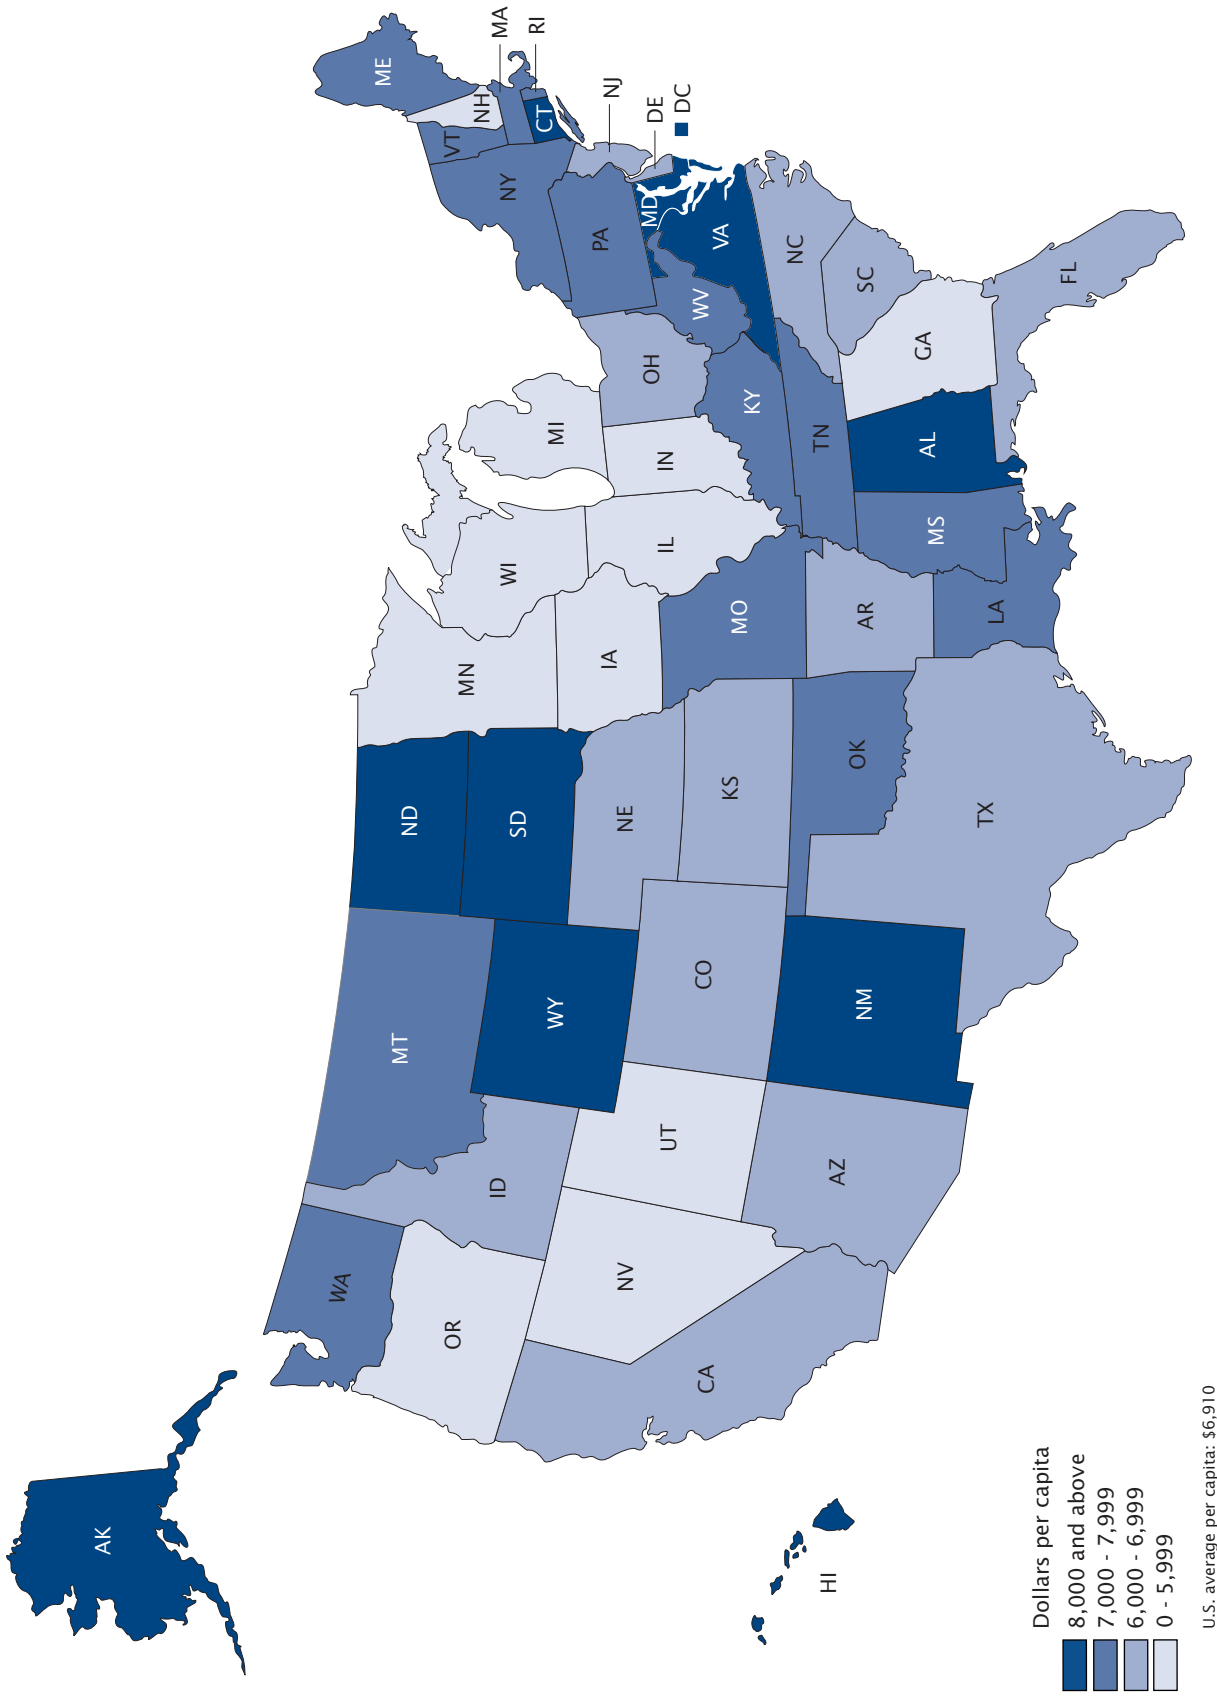 AK
HI
WA
OR
CA
NV
ID
MT
UT
AZ
WY
CO
NM
ND
SD
NE
KS
OK
TX
MN
IA
MO
AR
LA
WI
IL
MS
MI
IN
KY
TN
AL
OH
WV
GA
FL
SC
NC
VA
MD
DC
DE
PA
NJ
NY
CT
RI
MA
VT
NH
ME
Dollars per capita
8,000 and above
7,000 - 7,999
6,000 - 6,999
0 - 5,999
U.S. average per capita: $6,910